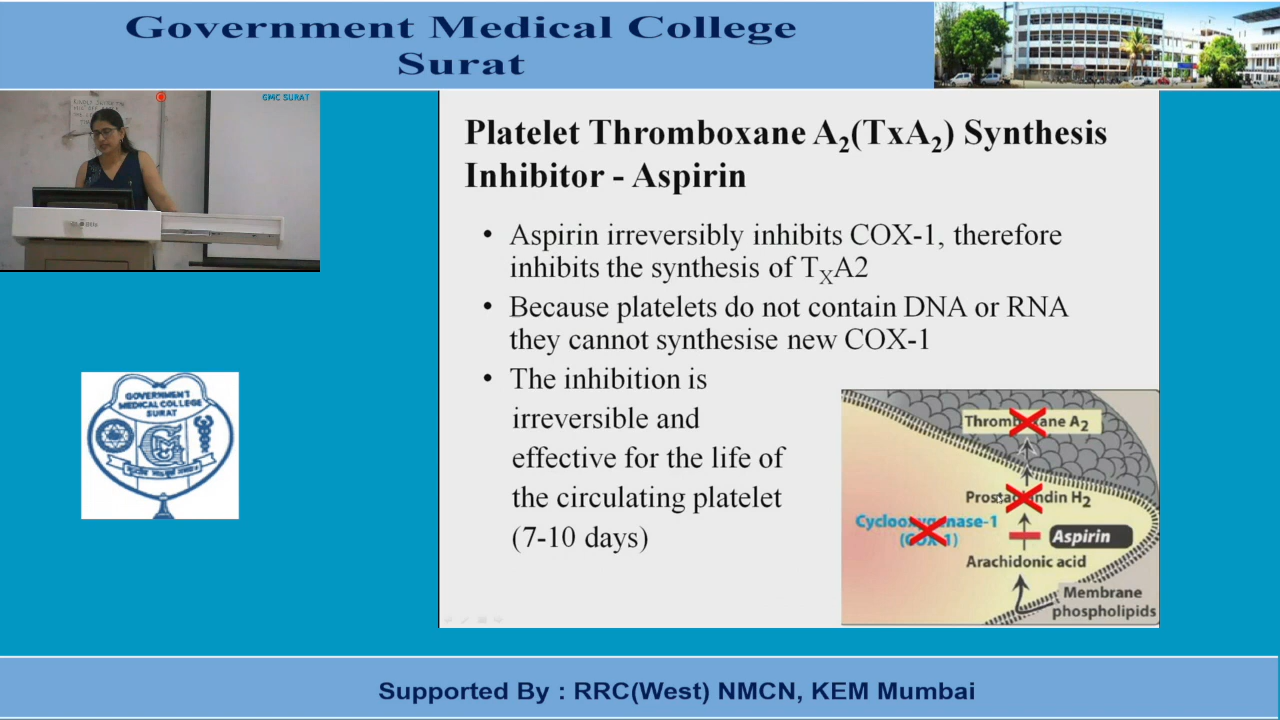 Government Medical College
Surat
GMC SURAT
Platelet Thromboxane A2(TxA2) Synthesis
Inhibitor - Aspirin
• Aspirin irreversibly inhibits COX-1, therefore
inhibits the synthesis of TXA2
• Because platelets do not contain DNA or RNA
they cannot synthesise new COX-1
• The inhibition is
irreversible and
effective for the life of
the circulating platelet
(7-10 days)
Thromboxane A2
Prostaglandin H2
Cyclooxygenase-1
(COX-1)
Aspirin
Arachidonic acid
Membrane
phospholipids
GOVERNMENT
MEDICAL COLLEGE
SURAT
Supported By : RRC(West) NMCN, KEM Mumbai